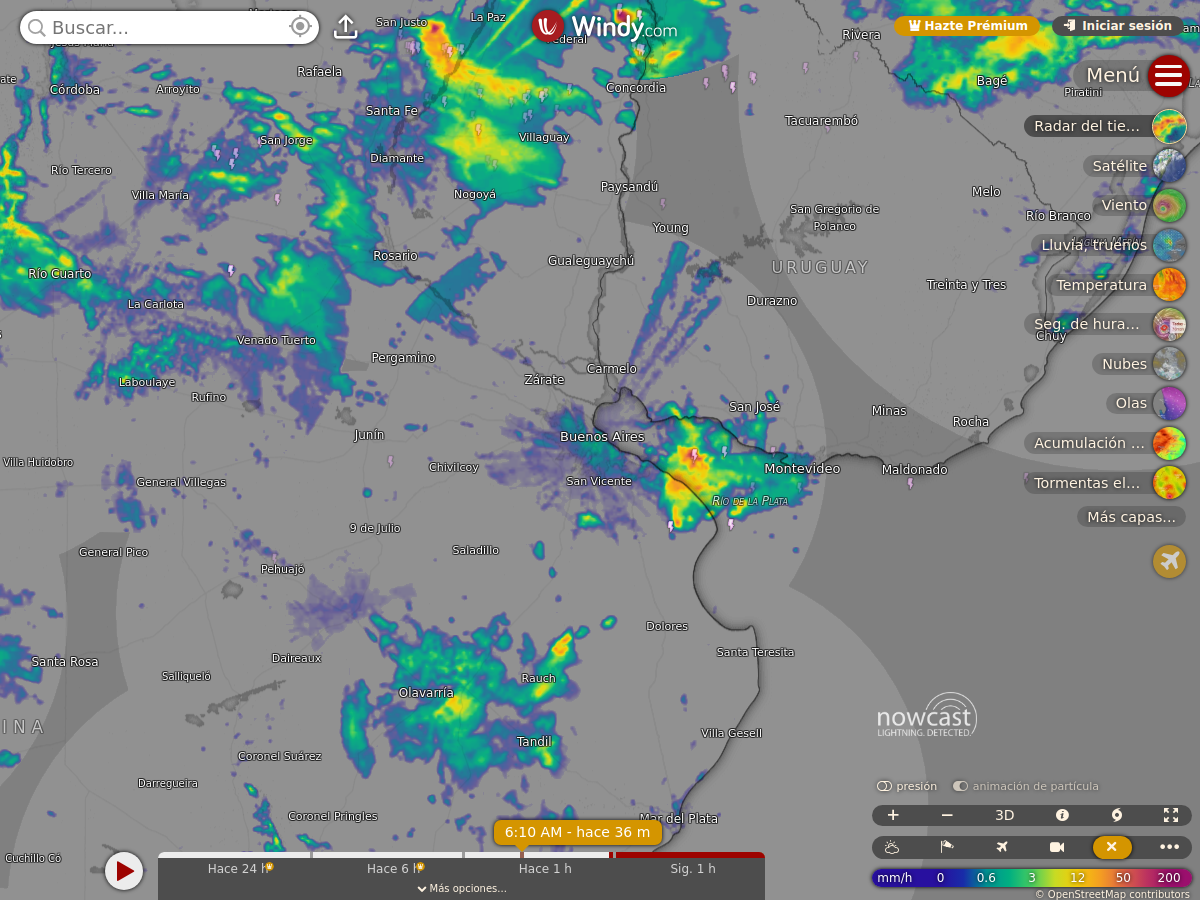 Buscar...
Windy.com
Hazte Prémium
Iniciar sesión
Menú
San Justo
La Paz
Federal
Rivera
Rafaela
Córdoba
Arroyito
Concordia
Bagé
Piratini
Santa Fe
Tacuarembó
Radar del tie...
San Jorge
Villaguay
Diamante
Satélite
Río Tercero
Villa Maria
Nogoyá
Paysandú
Melo
Viento
San Gregorio de
Polanco
Río Branco
Young
Lluvia, truenos
Rosario
Gualeguaychú
URUGUAY
Río Cuarto
Treinta y Tres
Temperatura
La Carlota
Durazno
Seg. de hura...
Chuy
Venado Tuerto
Pergamino
Nubes
Carmelo
Zárate
Laboulaye
Rufino
San José
Minas
Olas
Rocha
Junín
Buenos Aires
Acumulación ...
Villa Huidobro
Chivilcoy
Montevideo
Maldonado
General Villegas
San Vicente
Tormentas el...
Río de la Plata
Más capas...
9 de Julio
General Pico
Saladillo
Pehuajó
Dolores
Santa Rosa
Daireaux
Santa Teresita
Salliqueló
Rauch
Olavarría
INA
nowcast
LIGHTNING. DETECTED.
Tandil
Villa Gesell
Coronel Suárez
Darregueira
presión
animación de partícula
Coronel Pringles
Mar del Plata
3D
6:10 AM - hace 36 m
Cuchillo Có
Hace 24 h
Hace 6 h
Hace 1 h
Sig. 1 h
Más opciones...
mm/h 0 0.6 3 12 50 200
© OpenStreetMap contributors